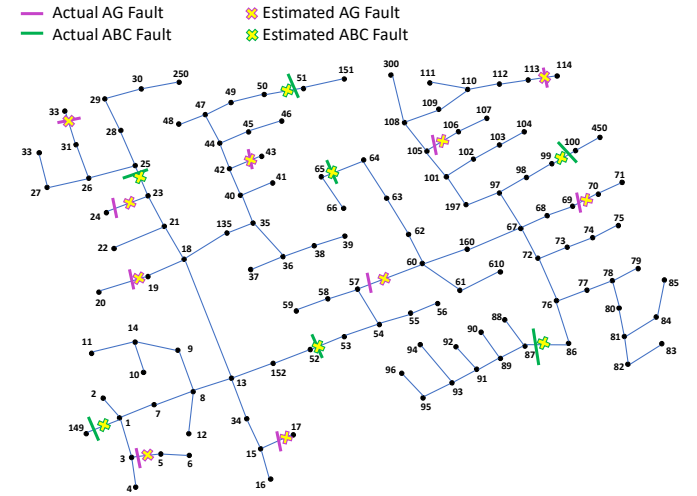 Actual AG Fault Estimated AG Fault
Actual ABC Fault Estimated ABC Fault
250 30 29 33 28 31 33 25 26 27 23 24 21 22 18 19 20
151 51 50 49 47 48 46 45 44 43 42 41 40 135 35 39 38 36 37
300 111 110 112 113 114 109 108 107 106 105 104 103 102 101 197
450 100 99 98 97 71 70 69 68 67 75 74 73 72 79 78 77 76 80 85 84 81 83 82 86
64 65 66 63 62 60 160 610 61 57 58 59 56 55 54 53 52 152 13
88 87 90 89 92 91 94 93 96 95
14 11 10 9 8 12 7 2 1 149 3 4 5 6 34 15 17 16